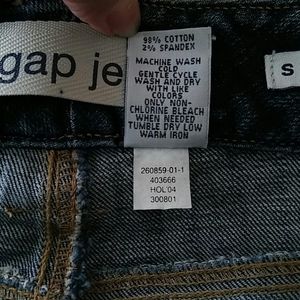 gap je
98% COTTON
2% SPANDEX
MACHINE WASH
COLD
GENTLE CYCLE
WASH AND DRY
WITH LIKE
COLORS
ONLY NON-
CHLORINE BLEACH
WHEN NEEDED
TUMBLE DRY LOW
WARM IRON
s
260859-01-1
403666
HOL'04
300801